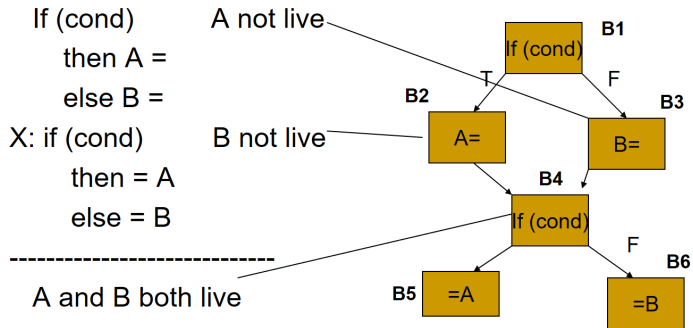 If (cond)
then A =
else B =
X: if (cond)
then = A
else = B
-----------------------------
A and B both live
A not live
B not live
B1
If (cond)
T
F
B2
A=
B3
B=
B4
If (cond)
F
B5
=A
B6
=B